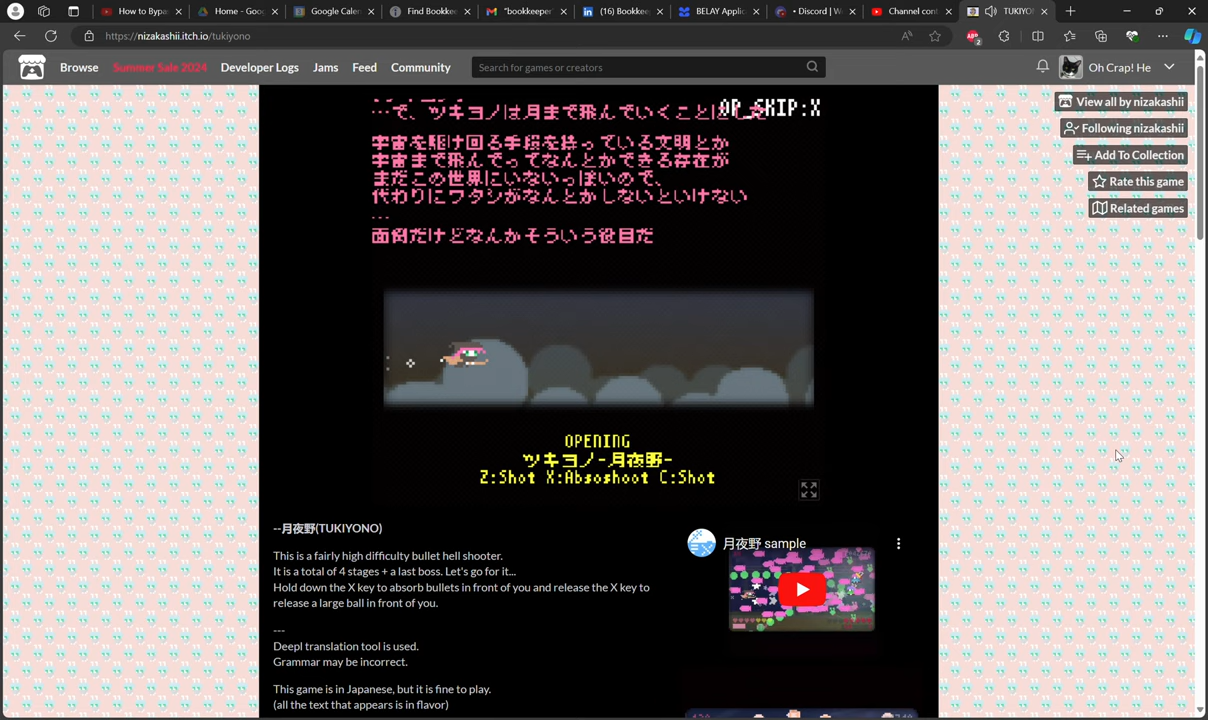 How to Bypas
Home - Goog
Google Calen
Find Bookkee
"bookkeeper"
(16) Bookkee
BELAY Applic
• Discord | W
Channel cont
TUKIYON
https://nizakashii.itch.io/tukiyono
Browse
Summer Sale 2024
Developer Logs
Jams
Feed
Community
Search for games or creators
Oh Crap! He
View all by nizakashii
Following nizakashii
Add To Collection
Rate this game
Related games
OP_SKIP:X
…で、ツキヨノは月まで飛んでいくことにした
宇宙を駆け回る手段を持っている文明とか
宇宙まで飛んでってなんとかできる存在が
まだこの世界にいないっぽいので、
代わりにワタシがなんとかしないといけない
…
面倒だけどなんかそういう役目だ
OPENING
ツキヨノ-月夜野-
Z:Shot X:Absoshoot C:Shot
--月夜野(TUKIYONO)
This is a fairly high difficulty bullet hell shooter.
It is a total of 4 stages + a last boss. Let's go for it...
Hold down the X key to absorb bullets in front of you and release the X key to
release a large ball in front of you.
---
Deepl translation tool is used.
Grammar may be incorrect.
This game is in Japanese, but it is fine to play.
(all the text that appears is in flavor)
月夜野 sample